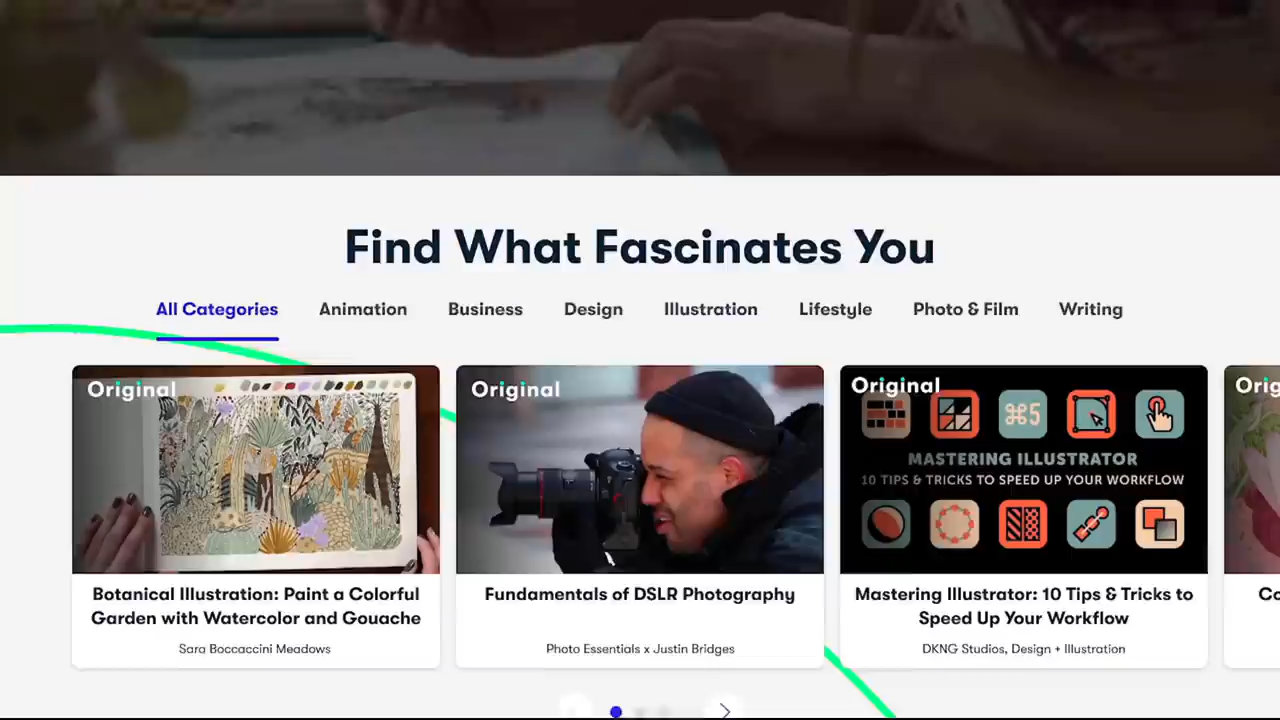 Find What Fascinates You
All Categories Animation Business Design Illustration Lifestyle Photo & Film Writing
Original
Botanical Illustration: Paint a Colorful
Garden with Watercolor and Gouache
Sara Boccaccini Meadows
Original
Fundamentals of DSLR Photography
Photo Essentials x Justin Bridges
Original
⌘5
MASTERING ILLUSTRATOR
10 TIPS & TRICKS TO SPEED UP YOUR WORKFLOW
Mastering Illustrator: 10 Tips & Tricks to
Speed Up Your Workflow
DKNG Studios, Design + Illustration
Orig
Co